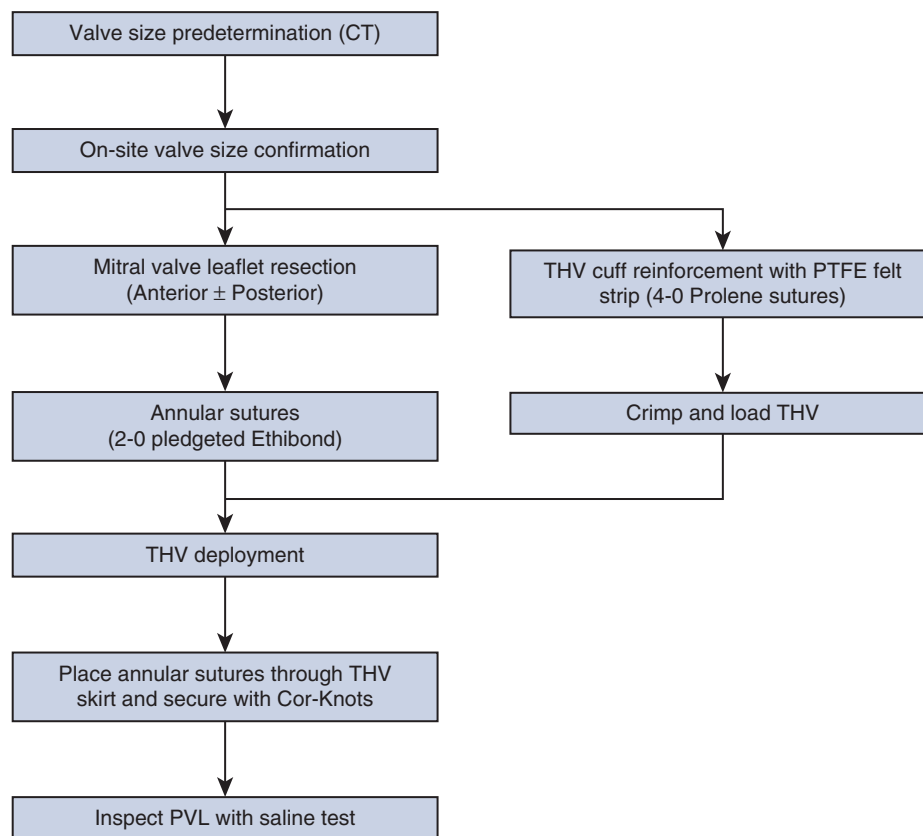 Valve size predetermination (CT)
On-site valve size confirmation
Mitral valve leaflet resection
(Anterior ± Posterior)
THV cuff reinforcement with PTFE felt
strip (4-0 Prolene sutures)
Annular sutures
(2-0 pledgeted Ethibond)
Crimp and load THV
THV deployment
Place annular sutures through THV
skirt and secure with Cor-Knots
Inspect PVL with saline test